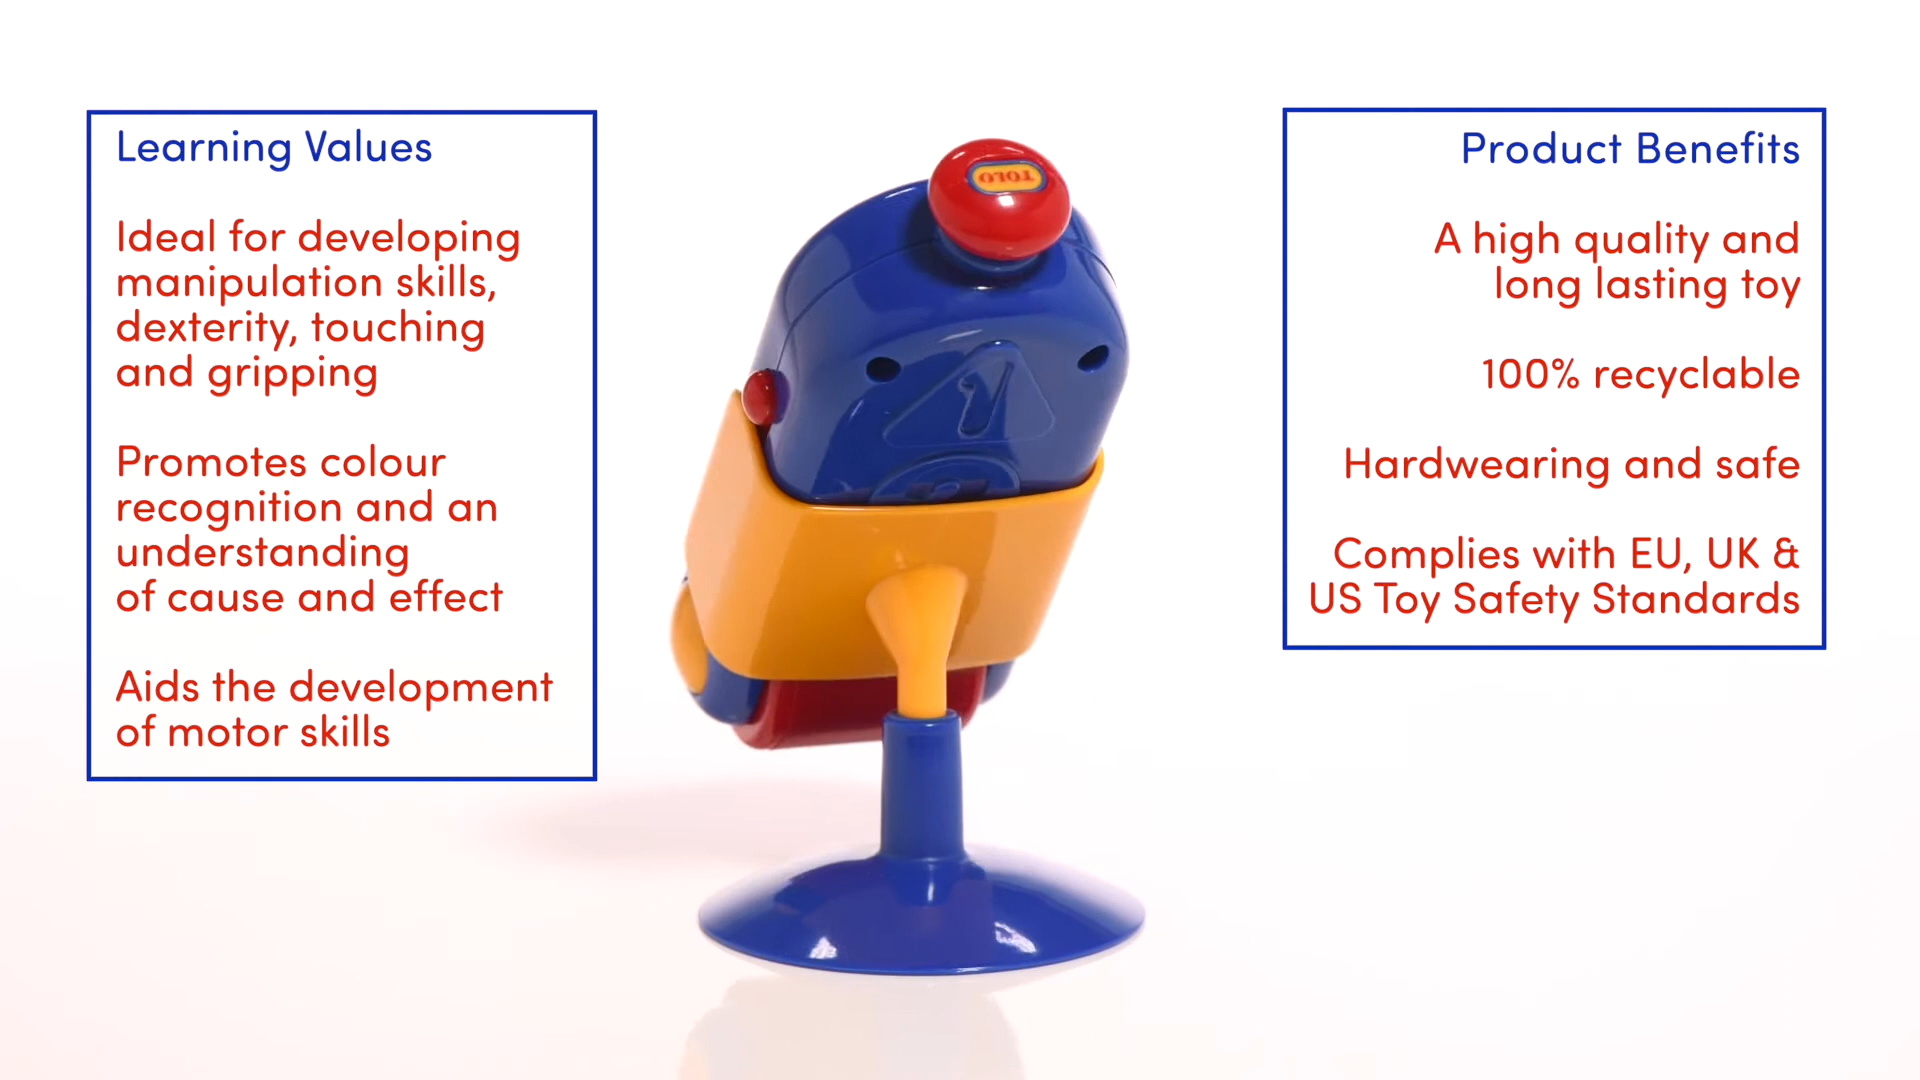 Learning Values
Ideal for developing
manipulation skills,
dexterity, touching
and gripping
Promotes colour
recognition and an
understanding
of cause and effect
Aids the development
of motor skills
TOLO
Product Benefits
A high quality and
long lasting toy
100% recyclable
Hardwearing and safe
Complies with EU, UK &
US Toy Safety Standards